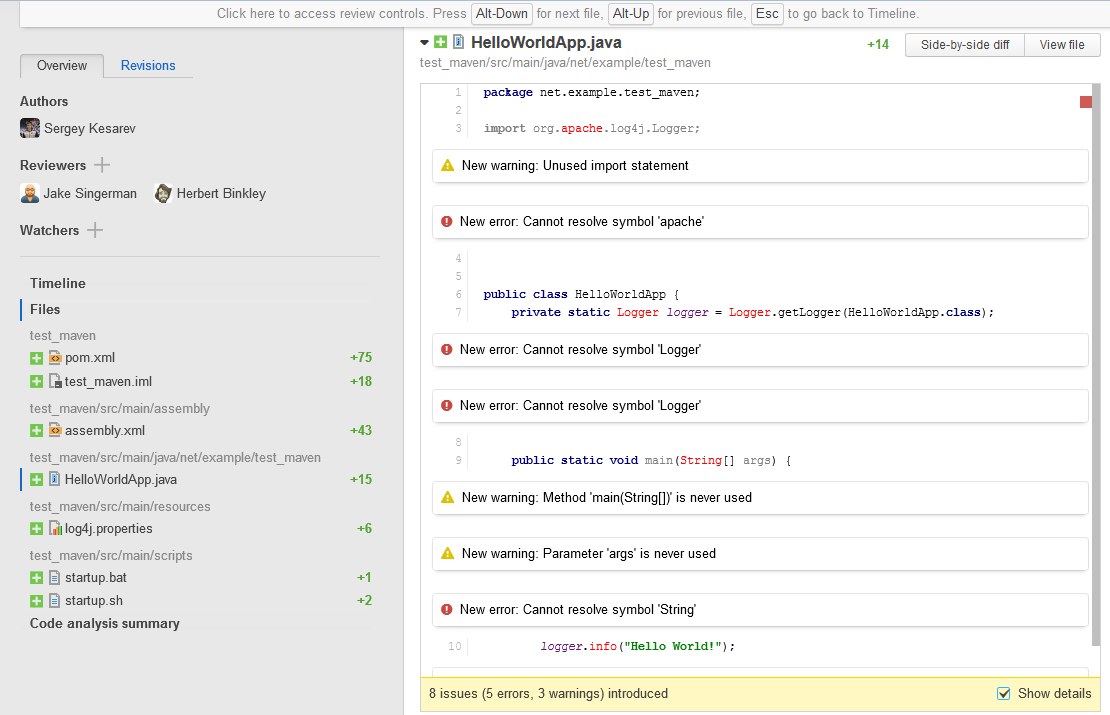 Click here to access review controls. Press Alt-Down for next file, Alt-Up for previous file, Esc to go back to Timeline.
Overview Revisions
Authors
Sergey Kesarev
Reviewers
Jake Singerman Herbert Binkley
Watchers
Timeline
Files
test_maven
pom.xml +75
test_maven.iml +18
test_maven/src/main/assembly
assembly.xml +43
test_maven/src/main/java/net/example/test_maven
HelloWorldApp.java +15
test_maven/src/main/resources
log4j.properties +6
test_maven/src/main/scripts
startup.bat +1
startup.sh +2
Code analysis summary
HelloWorldApp.java +14 Side-by-side diff View file
test_maven/src/main/java/net/example/test_maven
1 package net.example.test_maven;
2
3 import org.apache.log4j.Logger;
New warning: Unused import statement
New error: Cannot resolve symbol 'apache'
4
5
6 public class HelloWorldApp {
7 private static Logger logger = Logger.getLogger(HelloWorldApp.class);
New error: Cannot resolve symbol 'Logger'
New error: Cannot resolve symbol 'Logger'
8
9 public static void main(String[] args) {
New warning: Method 'main(String[])' is never used
New warning: Parameter 'args' is never used
New error: Cannot resolve symbol 'String'
10 logger.info("Hello World!");
8 issues (5 errors, 3 warnings) introduced Show details